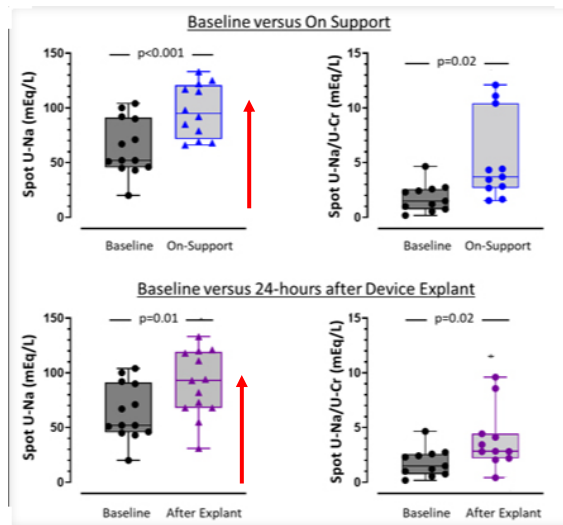 Baseline versus On Support
p<0.001
150
100
50
0
Spot U-Na (mEq/L)
Baseline
On-Support
p=0.02
15
10
5
0
Spot U-Na/U-Cr (mEq/L)
Baseline
On-Support
Baseline versus 24-hours after Device Explant
p=0.01
150
100
50
0
Spot U-Na (mEq/L)
Baseline
After Explant
p=0.02
15
10
5
0
Spot U-Na/U-Cr (mEq/L)
Baseline
After Explant